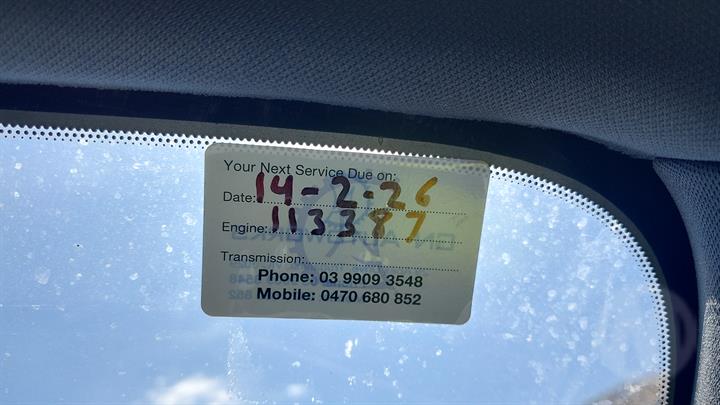 Your Next Service Due on:
Date: 14-2-26
Engine: 113387
Transmission:
Phone: 03 9909 3548
Mobile: 0470 680 852